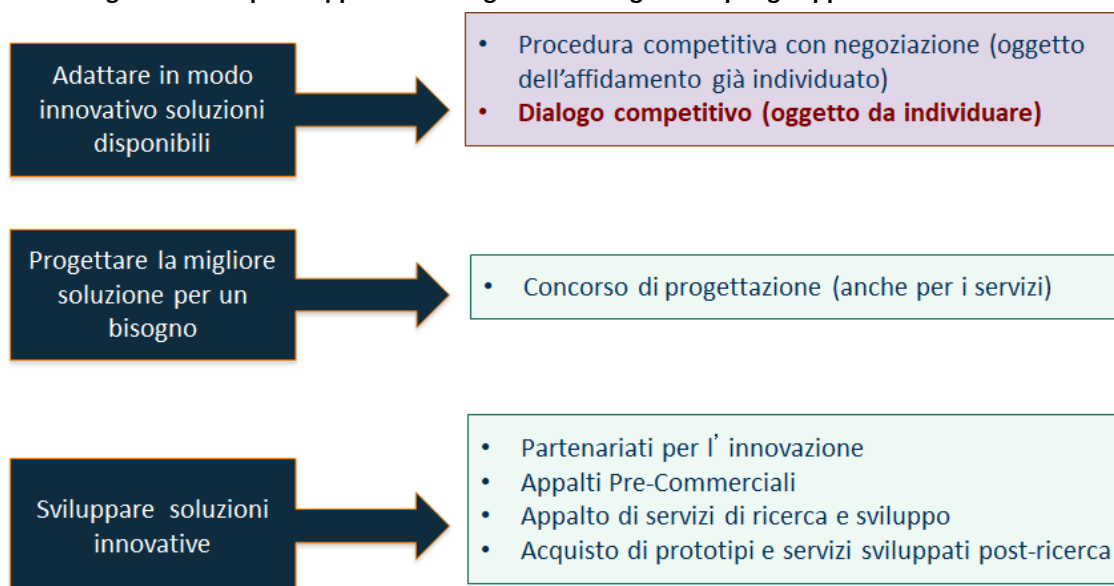 Adattare in modo
innovativo soluzioni
disponibili
• Procedura competitiva con negoziazione (oggetto
dell'affidamento già individuato)
• Dialogo competitivo (oggetto da individuare)
Progettare la migliore
soluzione per un
bisogno
• Concorso di progettazione (anche per i servizi)
Sviluppare soluzioni
innovative
• Partenariati per l' innovazione
• Appalti Pre-Commerciali
• Appalto di servizi di ricerca e sviluppo
• Acquisto di prototipi e servizi sviluppati post-ricerca